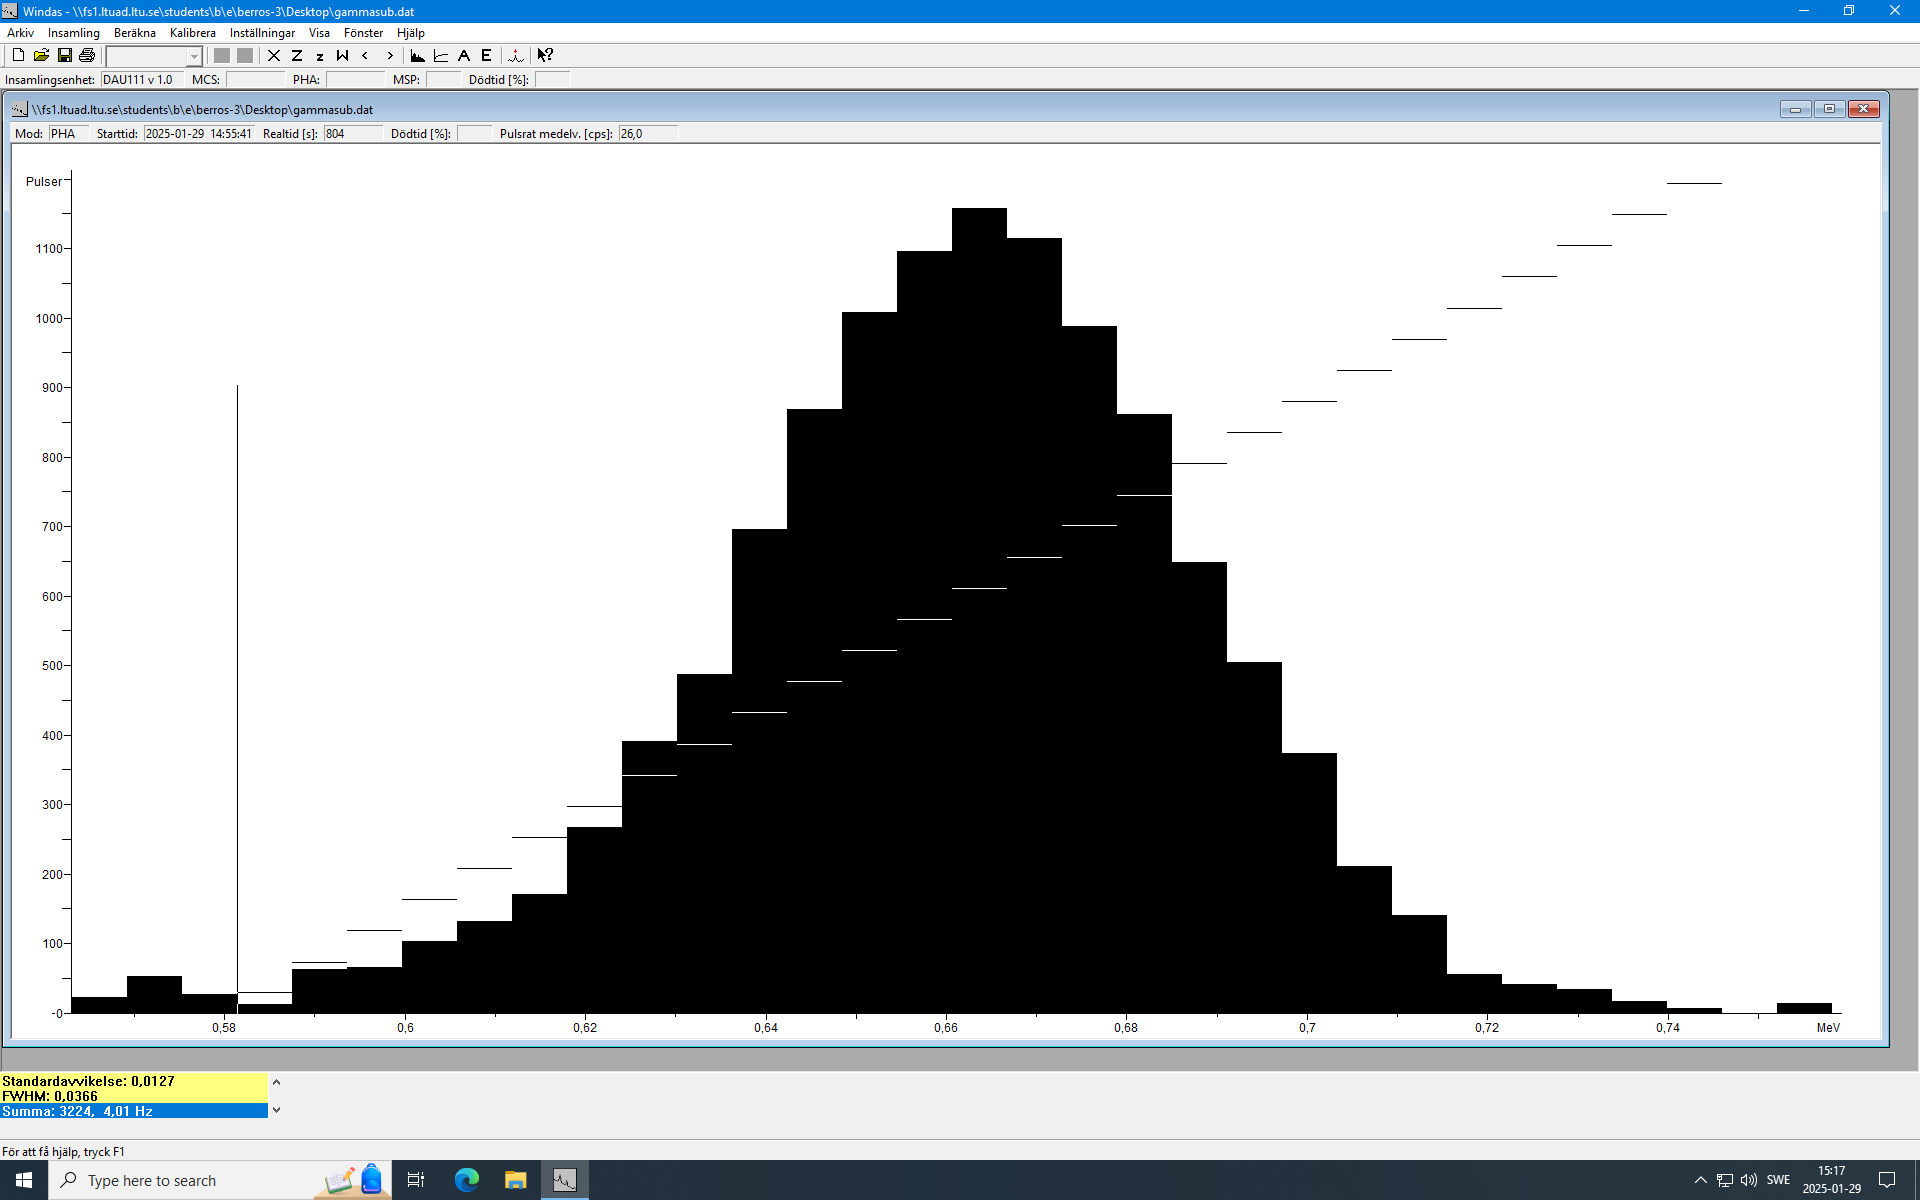 Windas - \\fs1.ltuad.ltu.se\students\b\e\berros-3\Desktop\gammasub.dat
Arkiv Insamling Beräkna Kalibrera Inställningar Visa Fönster Hjälp
X Z z W < > A E
Insamlingsenhet: DAU111 v 1.0 MCS: PHA: MSP: Dödtid [%]:
\\fs1.ltuad.ltu.se\students\b\e\berros-3\Desktop\gammasub.dat
Mod: PHA Starttid: 2025-01-29 14:55:41 Realtid [s]: 804 Dödtid [%]: Pulsrat medelv. [cps]: 26,0
Pulser
1100
1000
900
800
700
600
500
400
300
200
100
-0
0,58 0,6 0,62 0,64 0,66 0,68 0,7 0,72 0,74 MeV
Standardavvikelse: 0,0127
FWHM: 0,0366
Summa: 3224, 4,01 Hz
För att få hjälp, tryck F1
Type here to search
SWE
15:17
2025-01-29